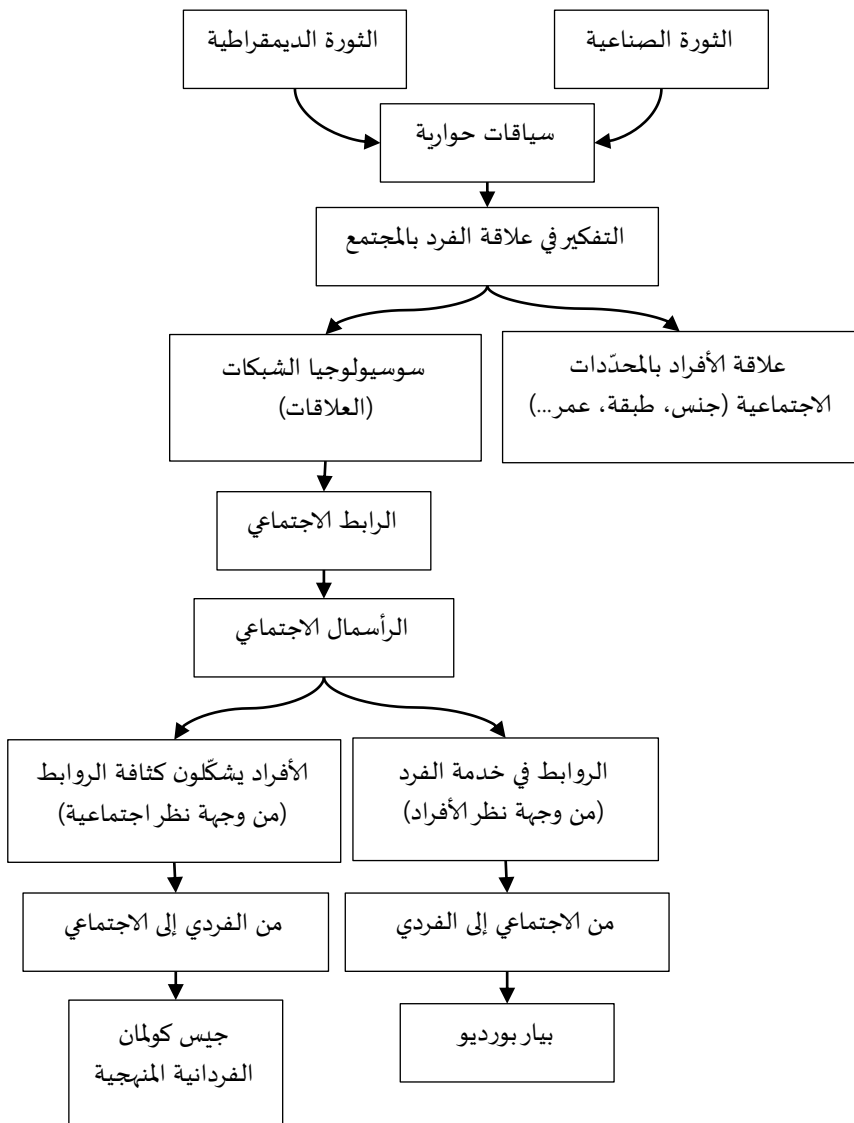 الثورة الصناعية
الثورة الديمقراطية
سياقات حوارية
التفكير في علاقة الفرد بالمجتمع
علاقة الأفراد بالمحدّدات
الاجتماعية (جنس، طبقة، عمر...)
سوسيولوجيا الشبكات
(العلاقات)
الرابط الاجتماعي
الرأسمال الاجتماعي
الروابط في خدمة الفرد
(من وجهة نظر الأفراد)
الأفراد يشكّلون كثافة الروابط
(من وجهة نظر اجتماعية)
من الاجتماعي إلى الفردي
من الفردي إلى الاجتماعي
بيار بورديو
جيس كولمان
الفردانية المنهجية